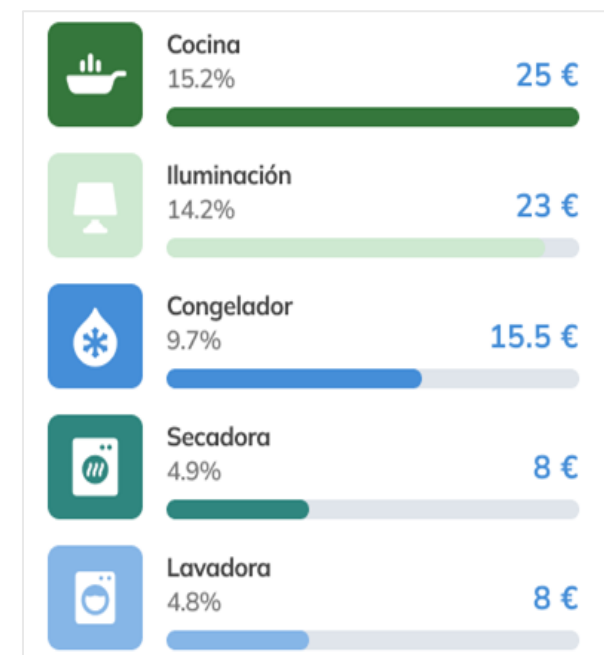 Cocina
15.2%
25 €
Iluminación
14.2%
23 €
Congelador
9.7%
15.5 €
Secadora
4.9%
8 €
Lavadora
4.8%
8 €